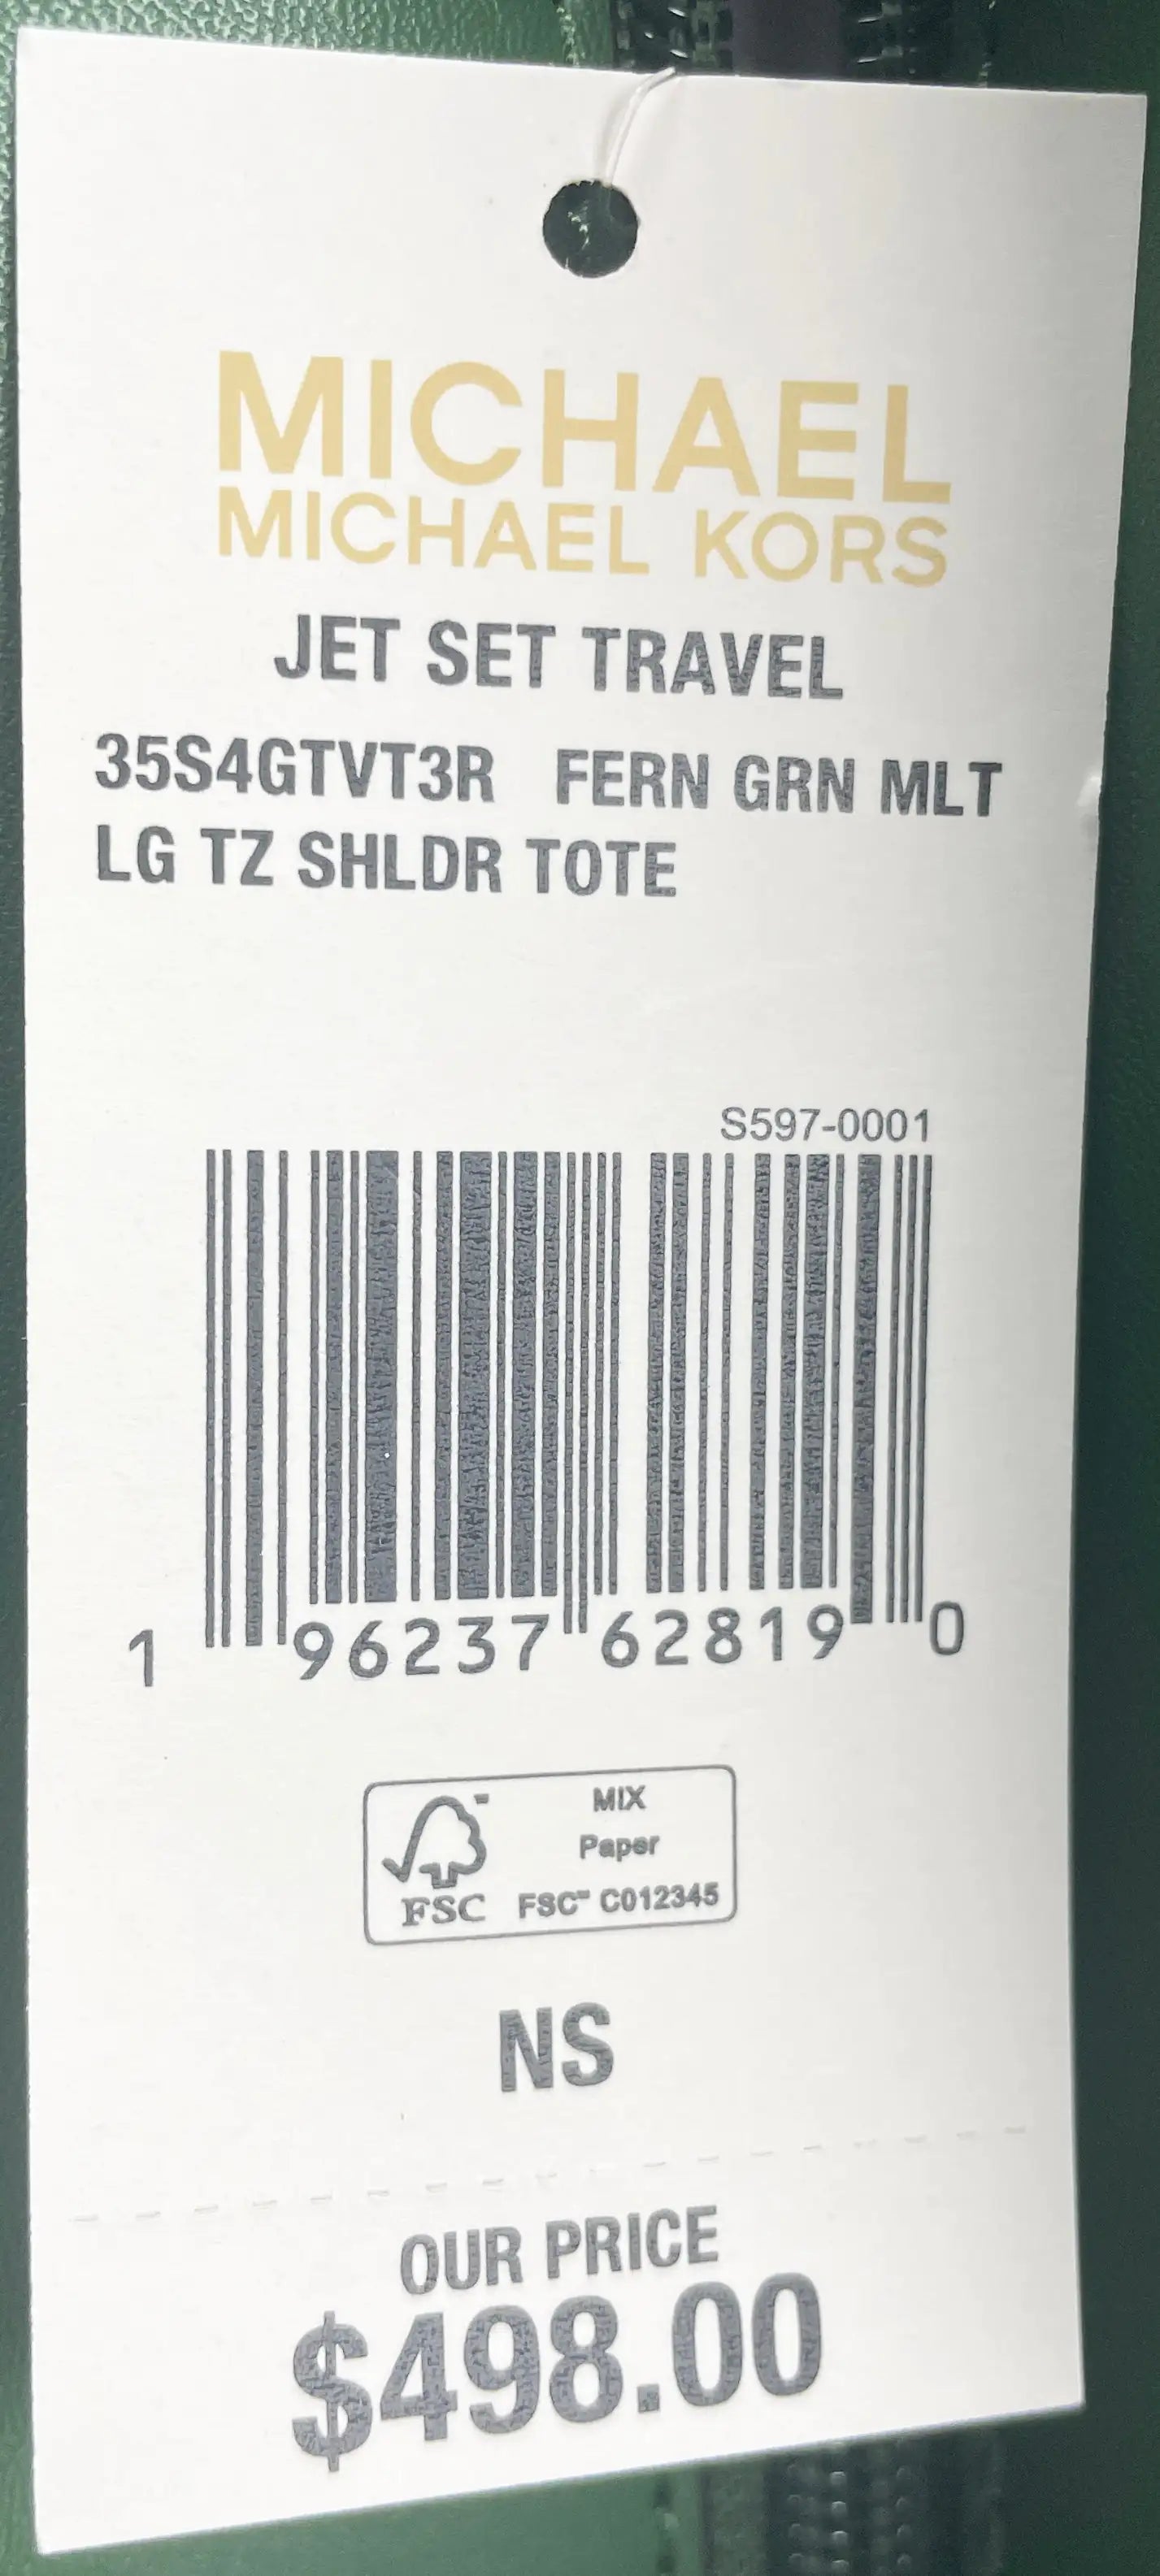 MICHAEL
MICHAEL KORS
JET SET TRAVEL
35S4GTVT3R FERN GRN MLT
LG TZ SHLDR TOTE
S597-0001
1 96237 62819 0
FSC™
MIX
Paper
FSC™ C012345
NS
OUR PRICE
$498.00